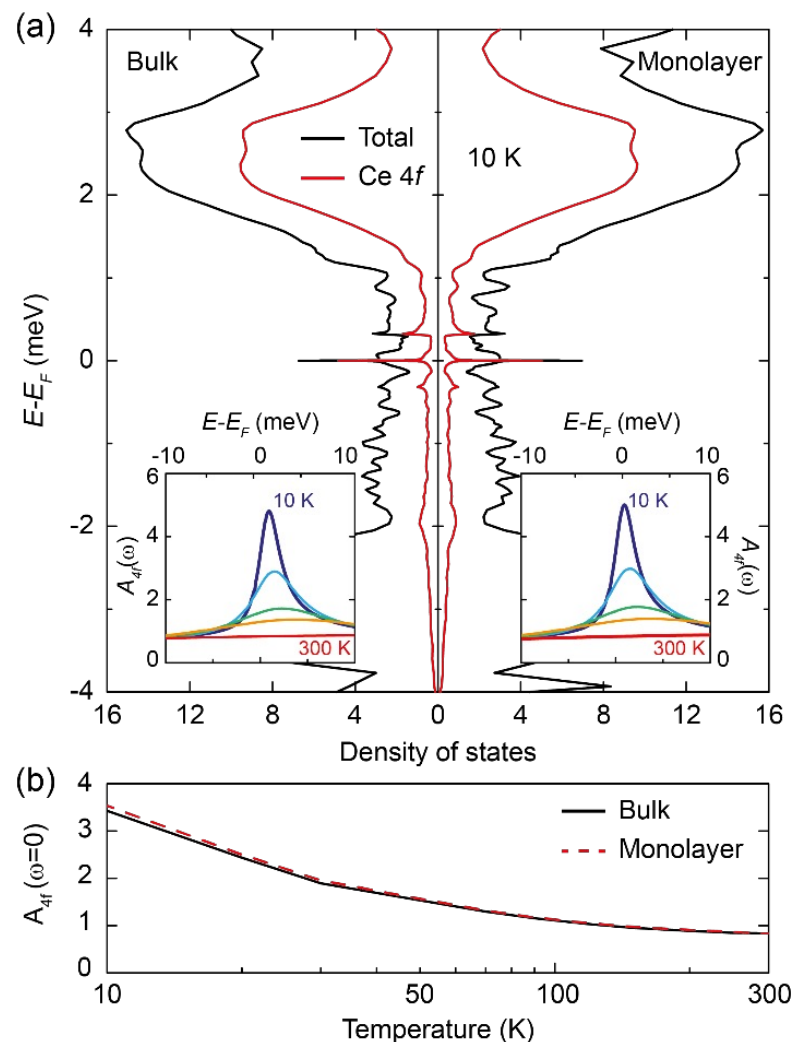 (a)
4
2
0
-2
-4
E-E_F (meV)
Bulk
Monolayer
Total
Ce 4f
10 K
E-E_F (meV)
-10 0 10
6
4
2
0
A_4f(ω)
10 K
300 K
E-E_F (meV)
-10 0 10
6
4
2
0
A_4f(ω)
10 K
300 K
16 12 8 4 0 4 8 12 16
Density of states
(b)
4
3
2
1
0
A_4f (ω=0)
Bulk
Monolayer
10 50 100 300
Temperature (K)